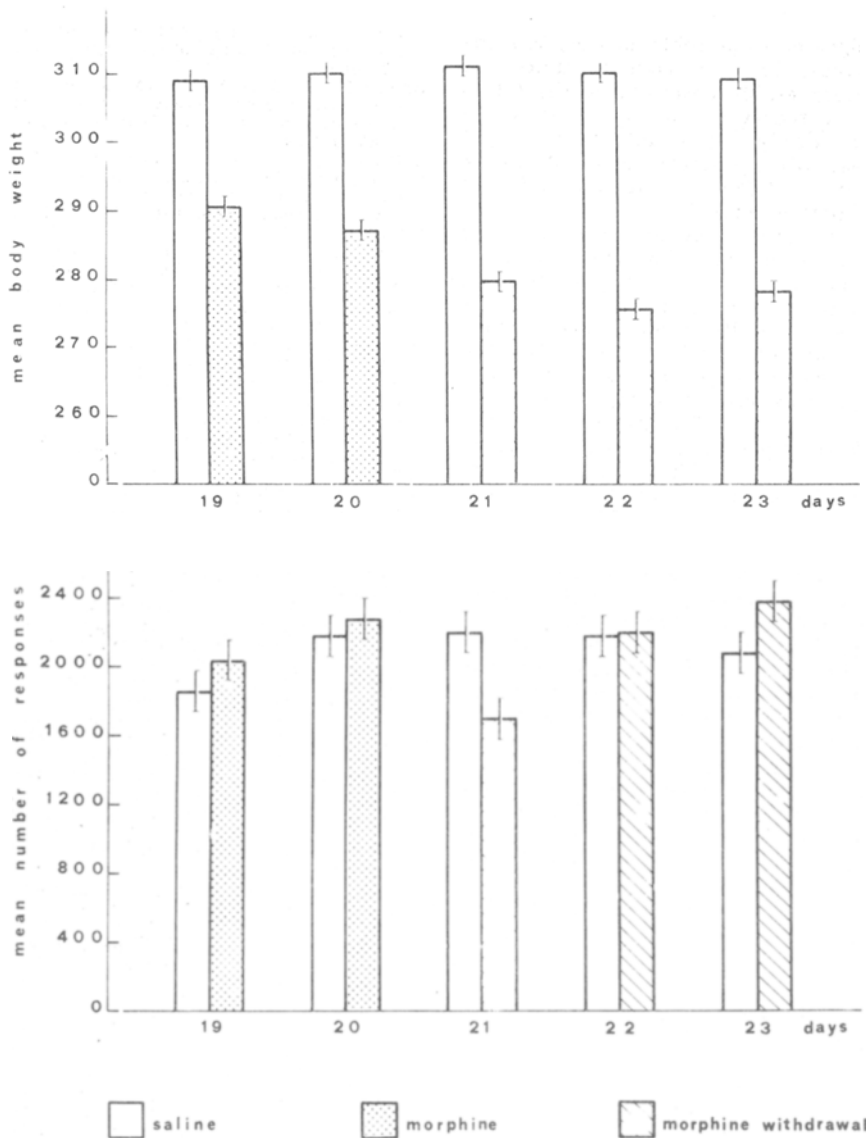 mean body weight
310
300
290
280
270
260
0
19 20 21 22 23 days
mean number of responses
2400
2000
1600
1200
800
400
0
19 20 21 22 23 days
saline morphine morphine withdrawal